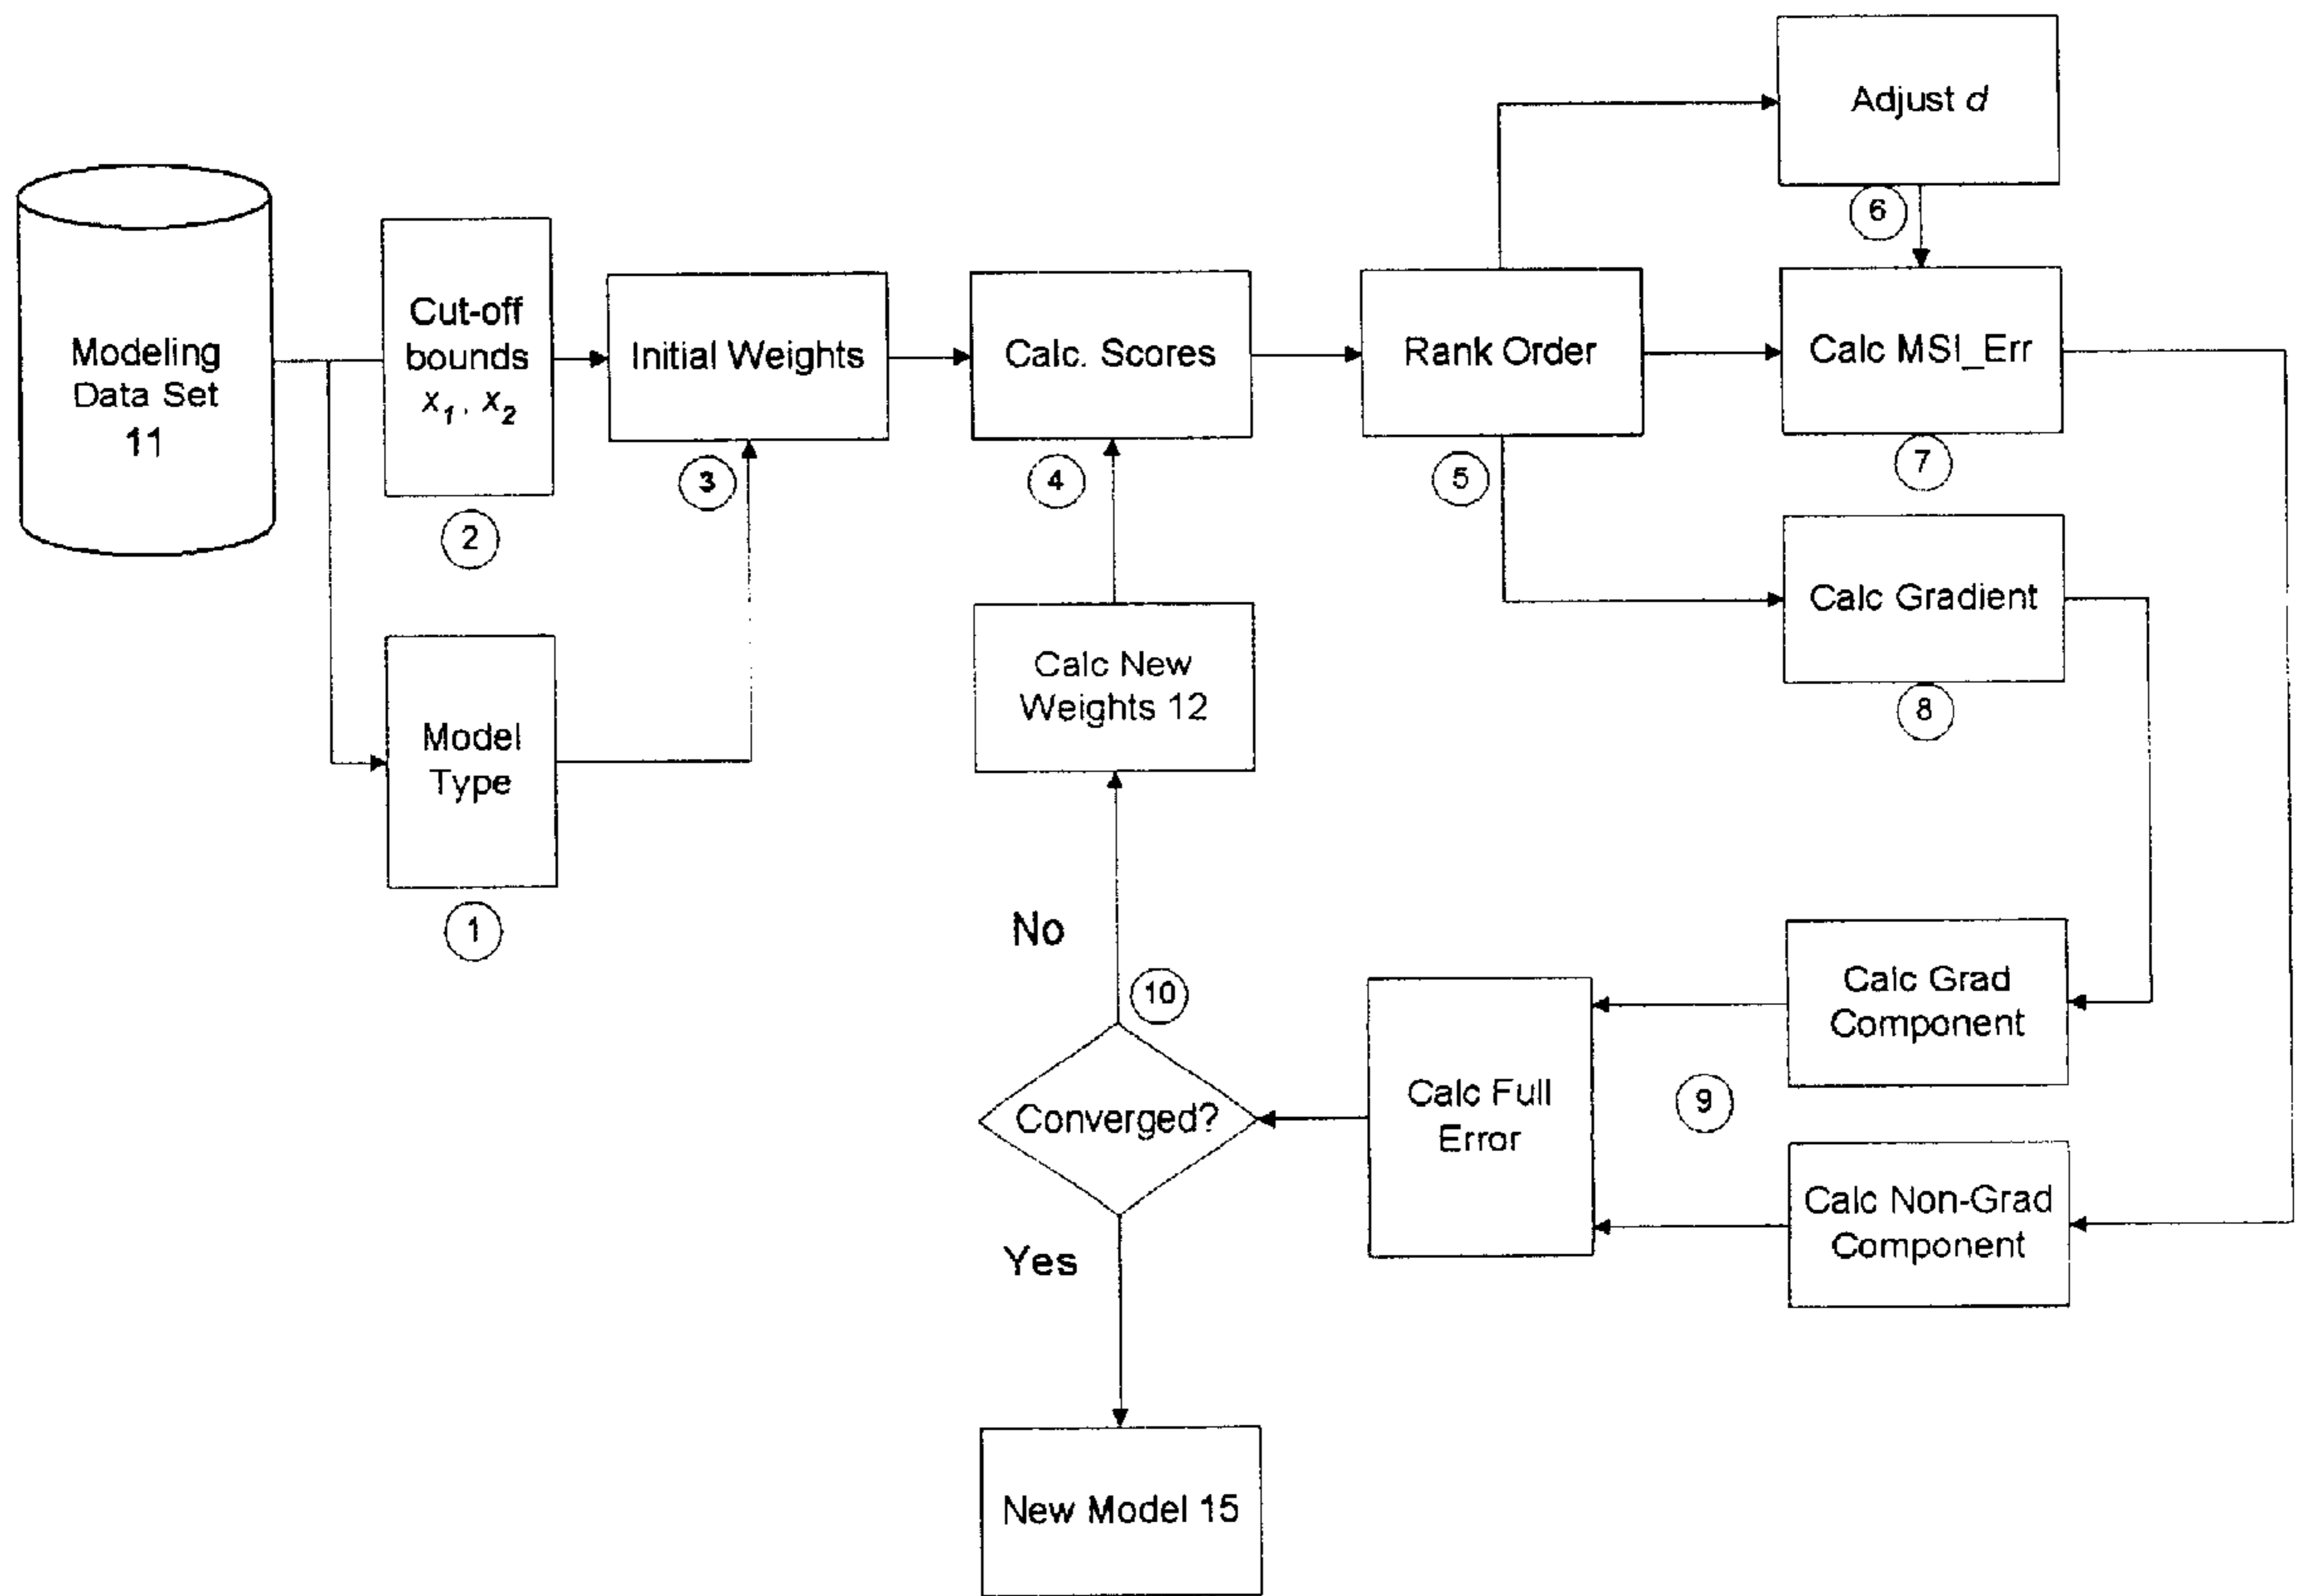 Modeling
Data Set
11
Cut-off
bounds
x1, x2
2
Model
Type
1
Initial Weights
3
Calc. Scores
4
Rank Order
5
Adjust d
6
Calc MSI_Err
7
Calc Gradient
8
Calc New
Weights 12
No
10
Converged?
Yes
New Model 15
Calc Full
Error
9
Calc Grad
Component
Calc Non-Grad
Component